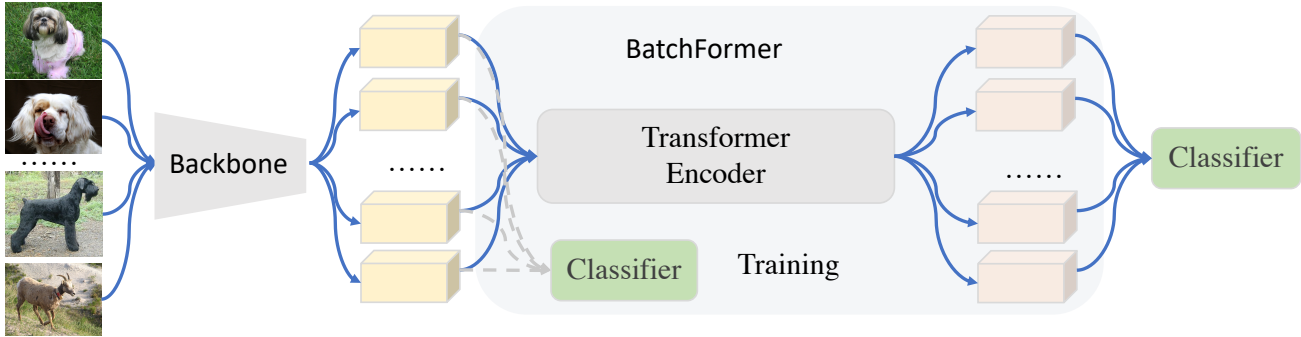 BatchFormer
Backbone
Transformer
Encoder
Classifier
Classifier
Training
......
......
......